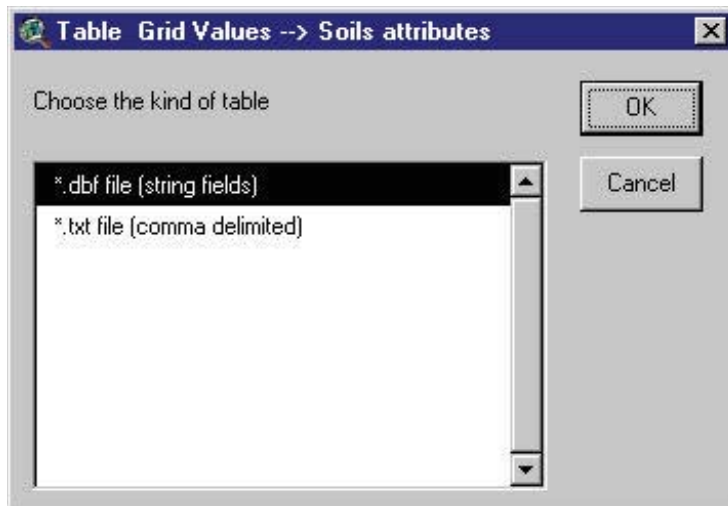 Table Grid Values --> Soils attributes
Choose the kind of table
OK
*.dbf file (string fields)
Cancel
*.txt file (comma delimited)